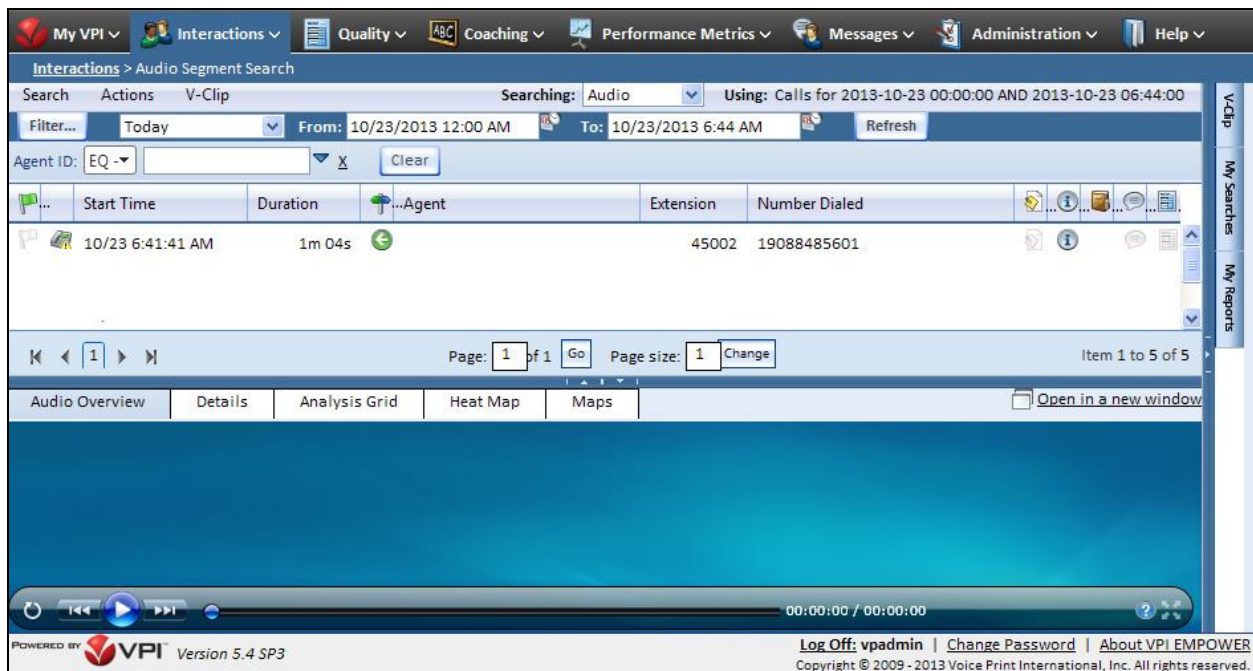 My VPI Interactions Quality ABC Coaching Performance Metrics Messages Administration Help
Interactions > Audio Segment Search
Search Actions V-Clip Searching: Audio Using: Calls for 2013-10-23 00:00:00 AND 2013-10-23 06:44:00
Filter... Today From: 10/23/2013 12:00 AM To: 10/23/2013 6:44 AM Refresh
Agent ID: EQ - X Clear
... Start Time Duration ...Agent Extension Number Dialed ... ... ... ...
10/23 6:41:41 AM 1m 04s 45002 19088485601
1 Page: 1 of 1 Go Page size: 1 Change Item 1 to 5 of 5
Audio Overview Details Analysis Grid Heat Map Maps Open in a new window
00:00:00 / 00:00:00 ?
POWERED BY VPI Version 5.4 SP3 Log Off: vpadmin | Change Password | About VPI EMPOWER
Copyright © 2009 - 2013 Voice Print International, Inc. All rights reserved.
V-Clip
My Searches
My Reports